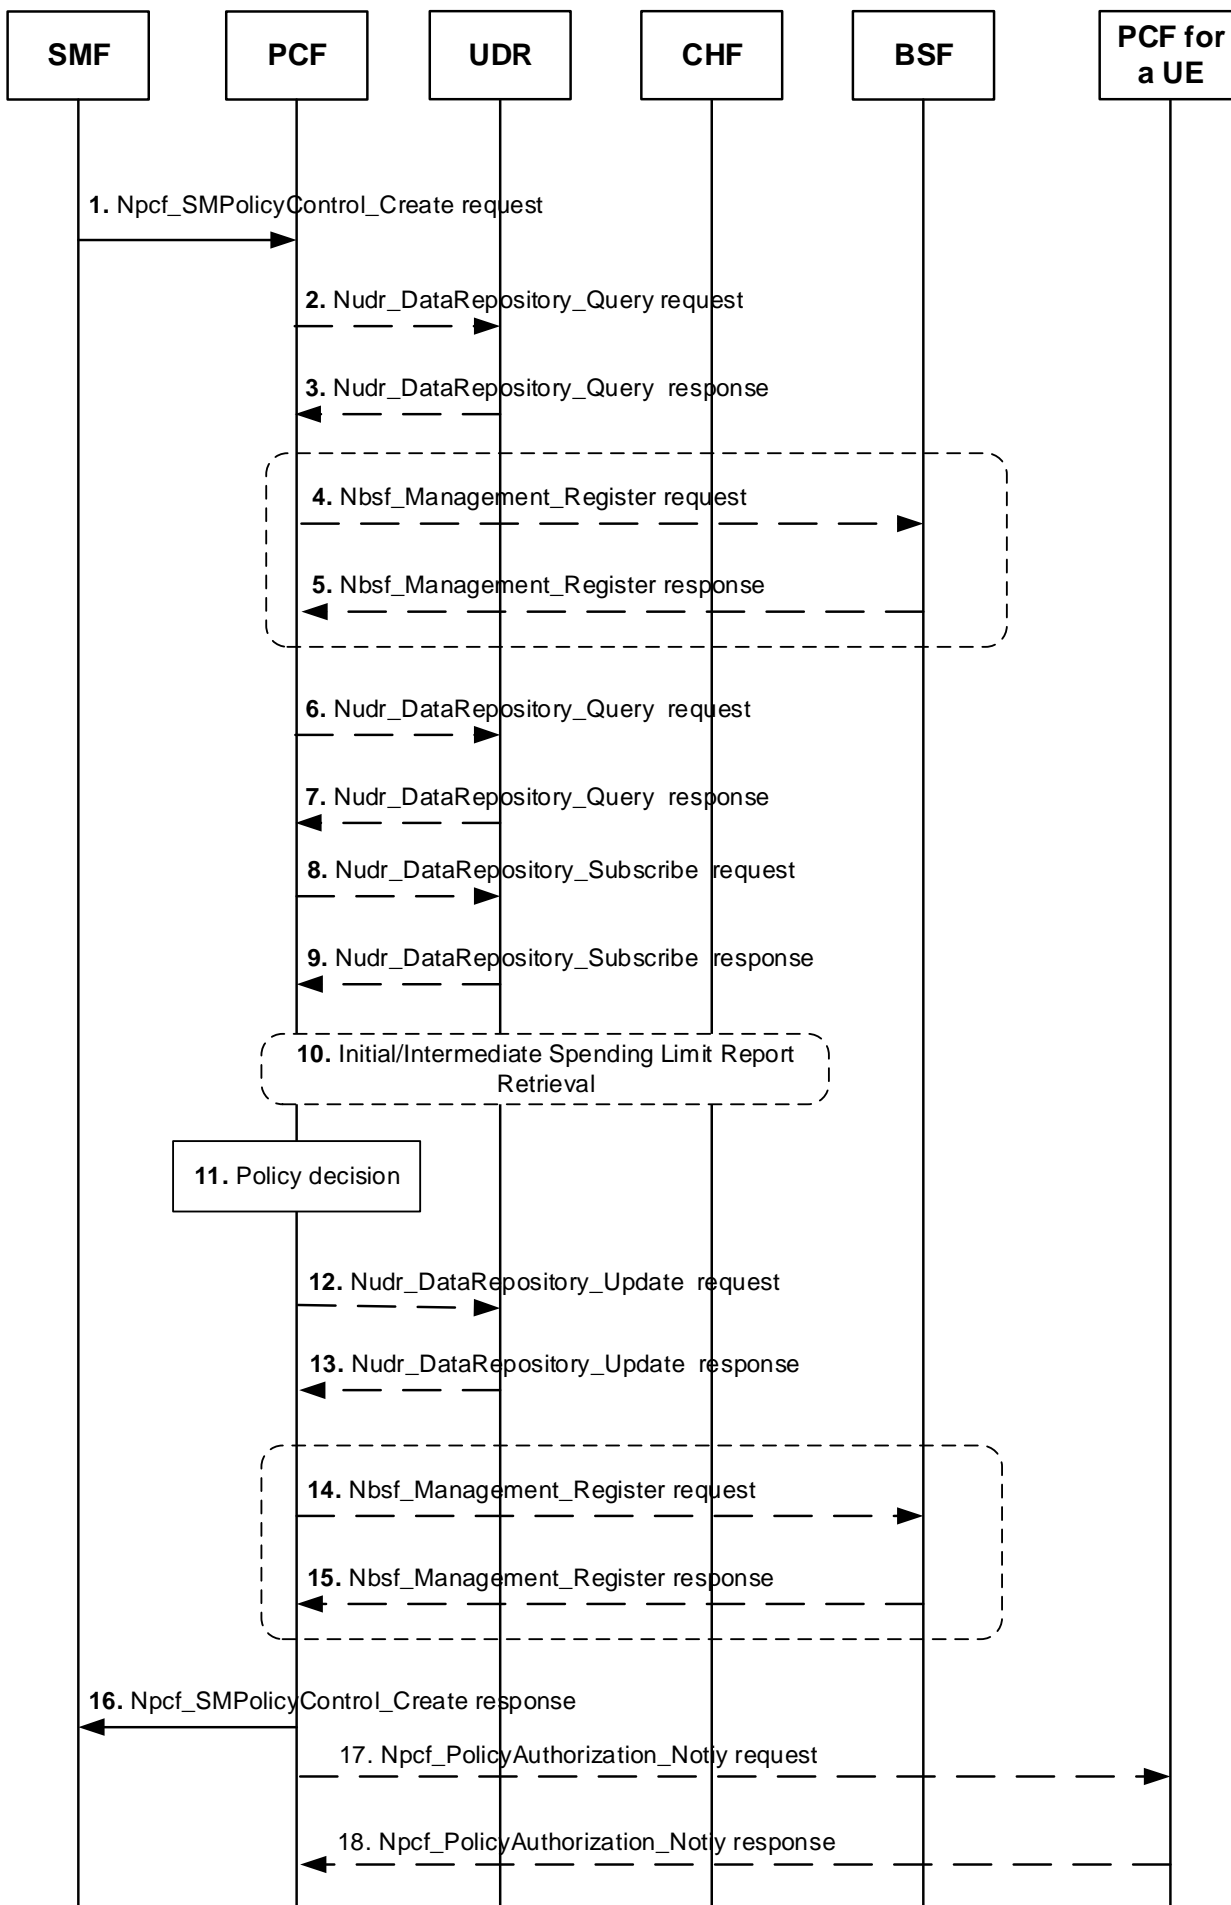 SMF
PCF
UDR
CHF
BSF
PCF for
a UE
1. Npcf_SMPolicyControl_Create request
2. Nudr_DataRepository_Query request
3. Nudr_DataRepository_Query response
4. Nbsf_Management_Register request
5. Nbsf_Management_Register response
6. Nudr_DataRepository_Query request
7. Nudr_DataRepository_Query response
8. Nudr_DataRepository_Subscribe request
9. Nudr_DataRepository_Subscribe response
10. Initial/Intermediate Spending Limit Report
Retrieval
11. Policy decision
12. Nudr_DataRepository_Update request
13. Nudr_DataRepository_Update response
14. Nbsf_Management_Register request
15. Nbsf_Management_Register response
16. Npcf_SMPolicyControl_Create response
17. Npcf_PolicyAuthorization_Notiy request
18. Npcf_PolicyAuthorization_Notiy response